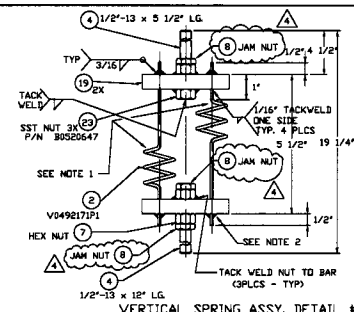 4 1/2"-13 x 5 1/2" LG.
4
8 JAM NUT
1/2" 4 1/2"
TYP 3/16
19 2X
1"
TACK
WELD
23
SST NUT 3X
P/N B0520647
1/16" TACKWELD
ONE SIDE
TYP. 4 PLCS
5 1/2"
19 1/4"
SEE NOTE 1
8 JAM NUT
4
2
V0492171P1
HEX NUT 7
1/2"
SEE NOTE 2
4 JAM NUT 8
4
1/2"-13 x 12" LG.
TACK WELD NUT TO BAR
(3PLCS - TYP)
VERTICAL SPRING ASSY. DETAIL